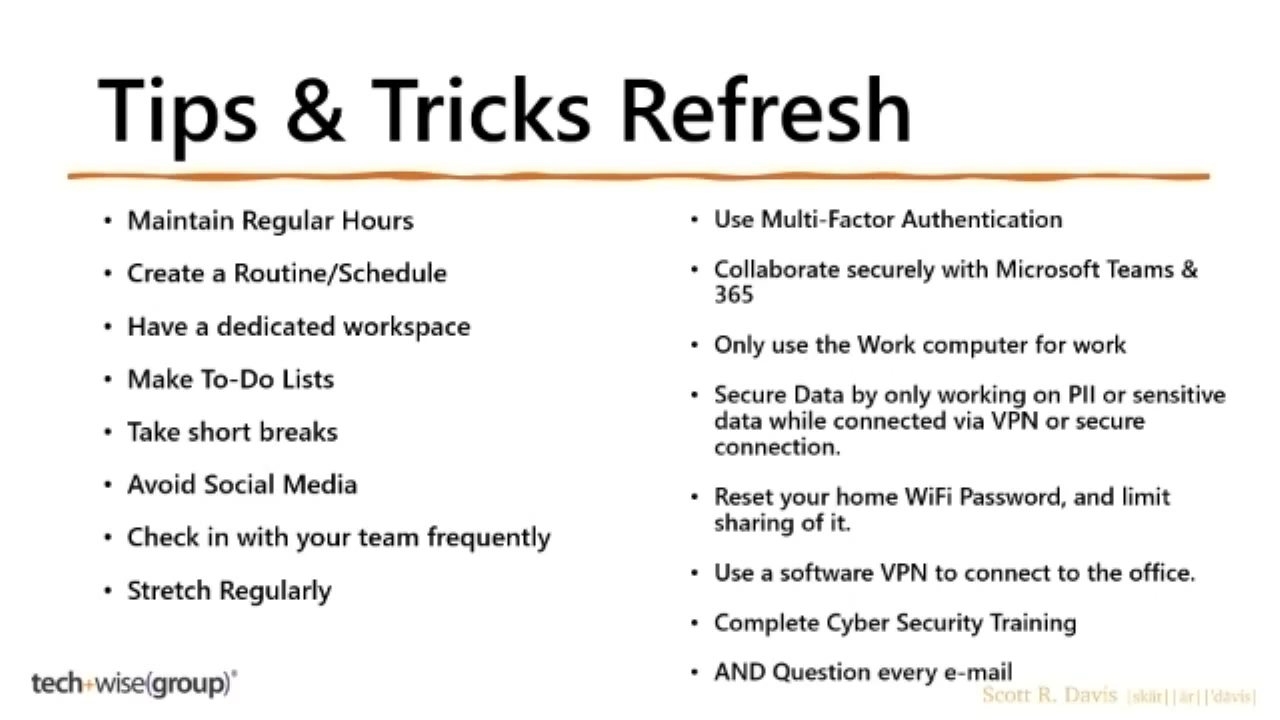 Tips & Tricks Refresh
• Maintain Regular Hours
• Create a Routine/Schedule
• Have a dedicated workspace
• Make To-Do Lists
• Take short breaks
• Avoid Social Media
• Check in with your team frequently
• Stretch Regularly
• Use Multi-Factor Authentication
• Collaborate securely with Microsoft Teams &
365
• Only use the Work computer for work
• Secure Data by only working on PII or sensitive
data while connected via VPN or secure
connection.
• Reset your home WiFi Password, and limit
sharing of it.
• Use a software VPN to connect to the office.
• Complete Cyber Security Training
• AND Question every e-mail
tech+wise(group)®
Scott R. Davis